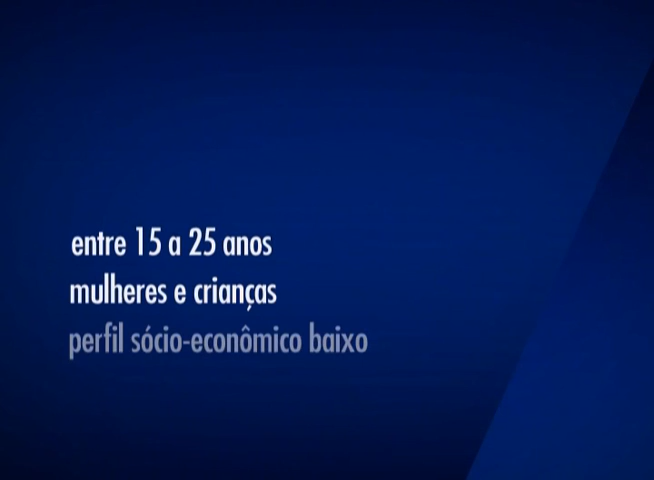 entre 15 a 25 anos
mulheres e crianças
perfil sócio-econômico baixo